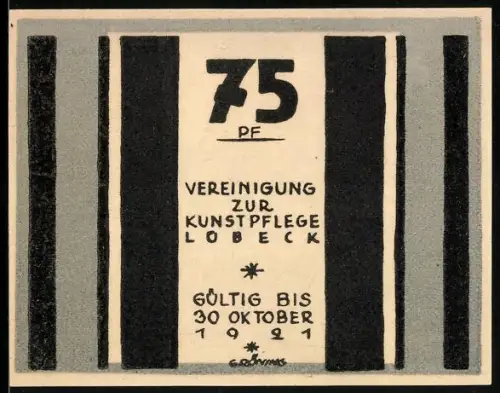 75
PF
VEREINIGUNG
ZUR
KUNSTPFLEGE
LÜBECK
GÜLTIG BIS
30 OKTOBER
1921